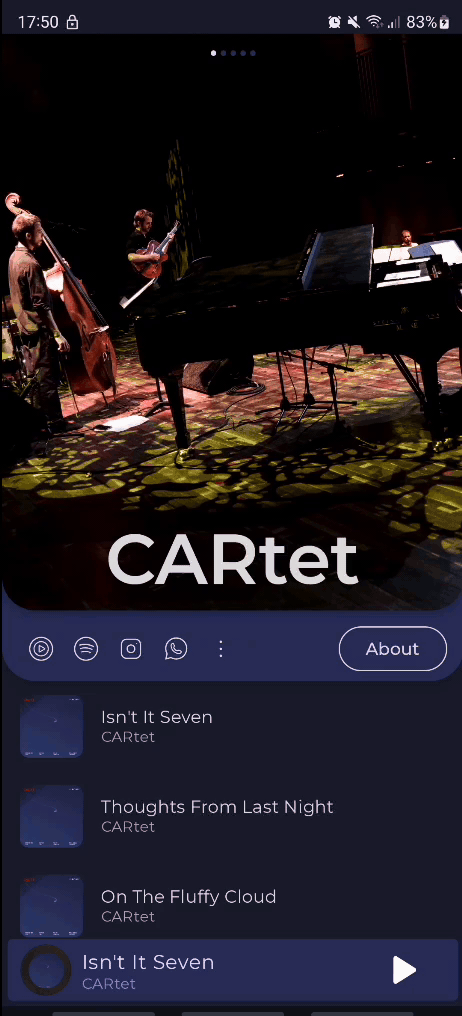 17:50
83%
CARtet
About
Isn't It Seven
CARtet
Thoughts From Last Night
CARtet
On The Fluffy Cloud
CARtet
Isn't It Seven
CARtet